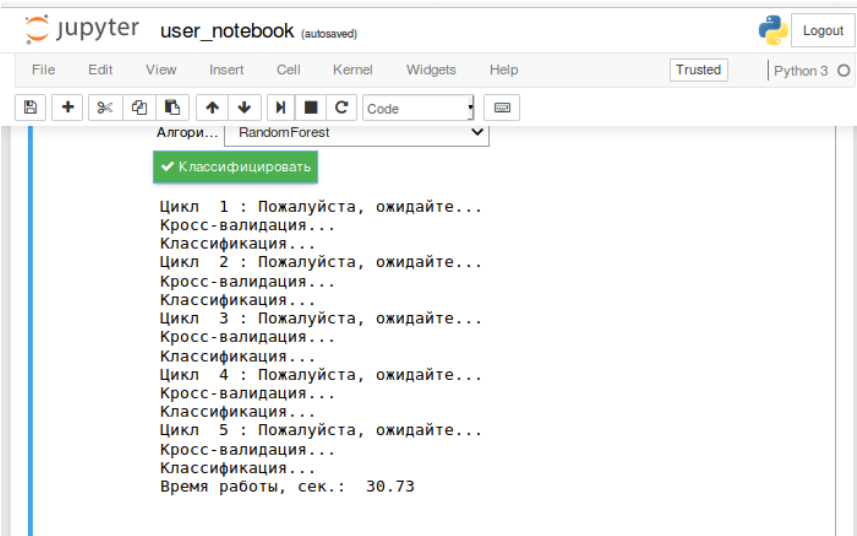 jupyter user_notebook (autosaved) Logout
File Edit View Insert Cell Kernel Widgets Help Trusted Python 3
Code
Алгори... RandomForest
Классифицировать
Цикл 1 : Пожалуйста, ожидайте...
Кросс-валидация...
Классификация...
Цикл 2 : Пожалуйста, ожидайте...
Кросс-валидация...
Классификация...
Цикл 3 : Пожалуйста, ожидайте...
Кросс-валидация...
Классификация...
Цикл 4 : Пожалуйста, ожидайте...
Кросс-валидация...
Классификация...
Цикл 5 : Пожалуйста, ожидайте...
Кросс-валидация...
Классификация...
Время работы, сек.: 30.73